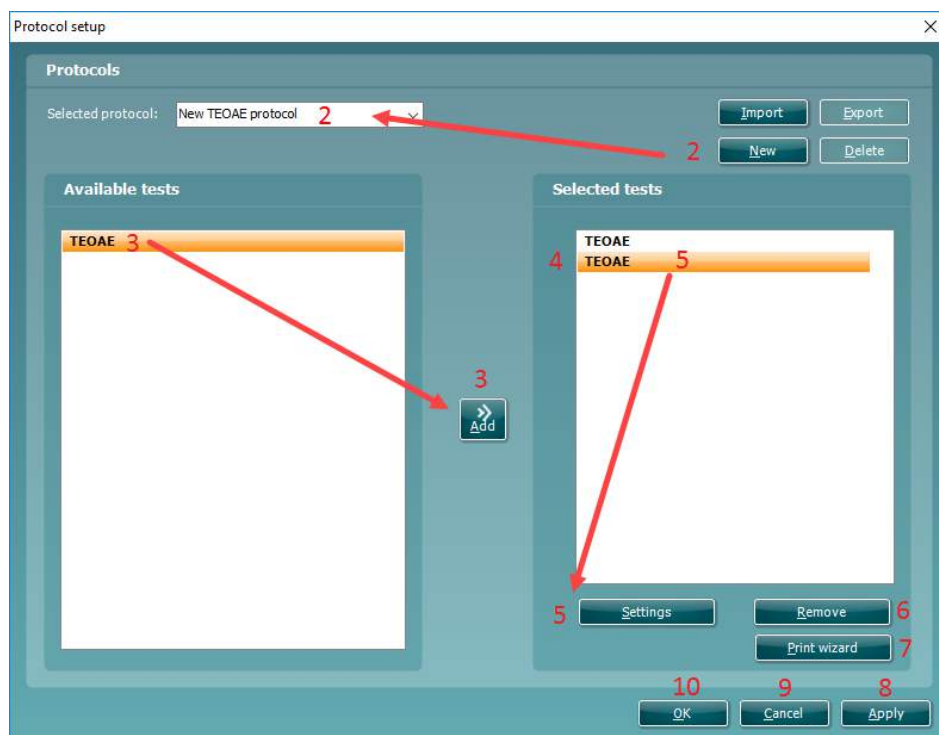 Protocol setup
Protocols
Selected protocol: New TEOAE protocol 2
Import Export
2 New Delete
Available tests
TEOAE 3
3
Add
Selected tests
TEOAE
4 TEOAE 5
5 Settings Remove 6
Print wizard 7
10 9 8
OK Cancel Apply